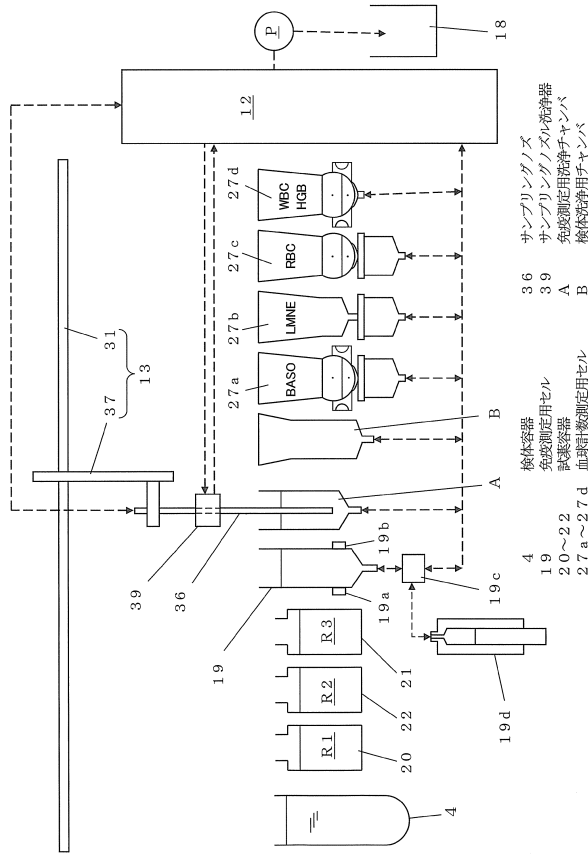 ３７
３１
１３
３９
３６
１９
２７ａ
２７ｂ
２７ｃ
２７ｄ
１２
P
BASO
LMNE
RBC
WBC
HGB
R１
R２
R３
２０
２２
２１
１９ａ
１９ｂ
A
B
４
１９ｃ
１９ｄ
１８
４ 検体容器
１９ 免疫測定用セル
２０～２２ 試薬容器
２７ａ～２７ｄ 血球計数測定用セル
３６ サンプリングノズ
３９ サンプリングノズル洗浄器
A 免疫測定用洗浄チャンバ
B 検体洗浄用チャンバ